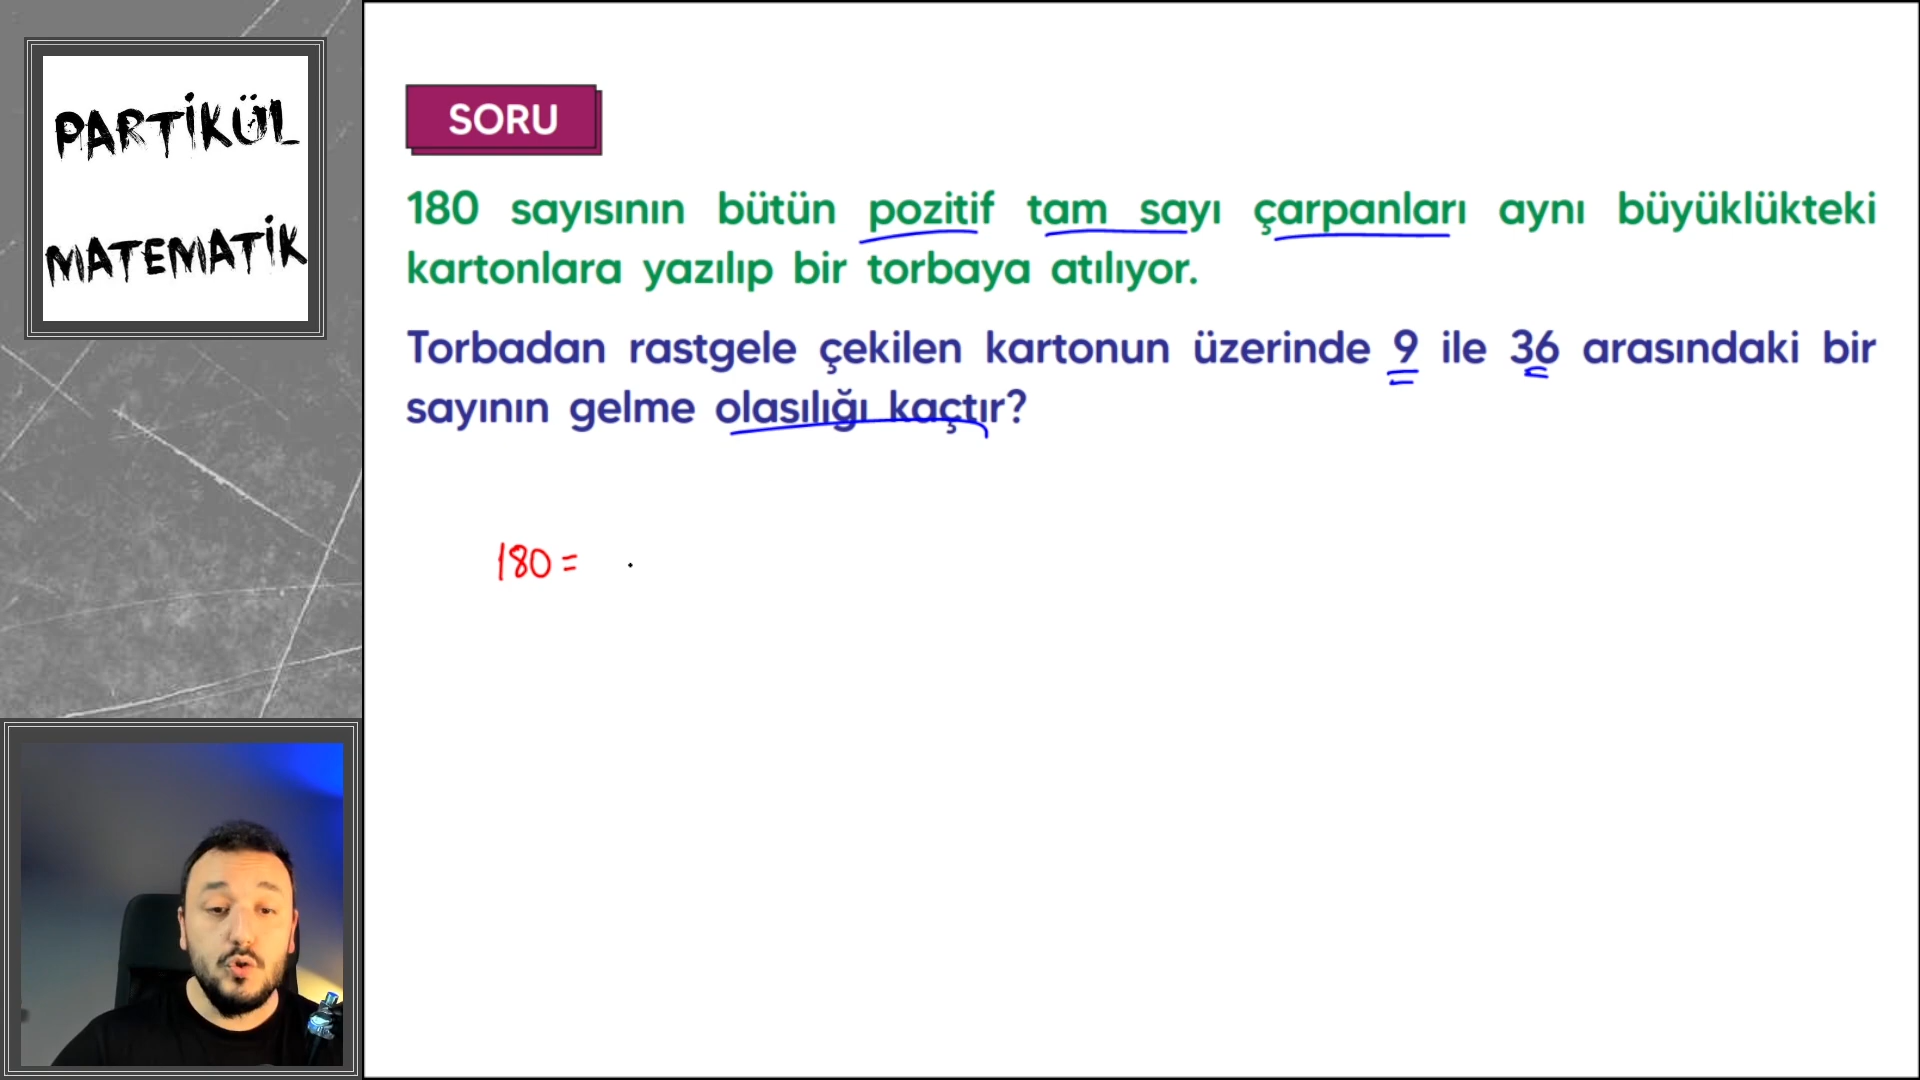 PARTİKÜL
MATEMATİK
SORU
180 sayısının bütün pozitif tam sayı çarpanları aynı büyüklükteki
kartonlara yazılıp bir torbaya atılıyor.
Torbadan rastgele çekilen kartonun üzerinde 9 ile 36 arasındaki bir
sayının gelme olasılığı kaçtır?
180 =